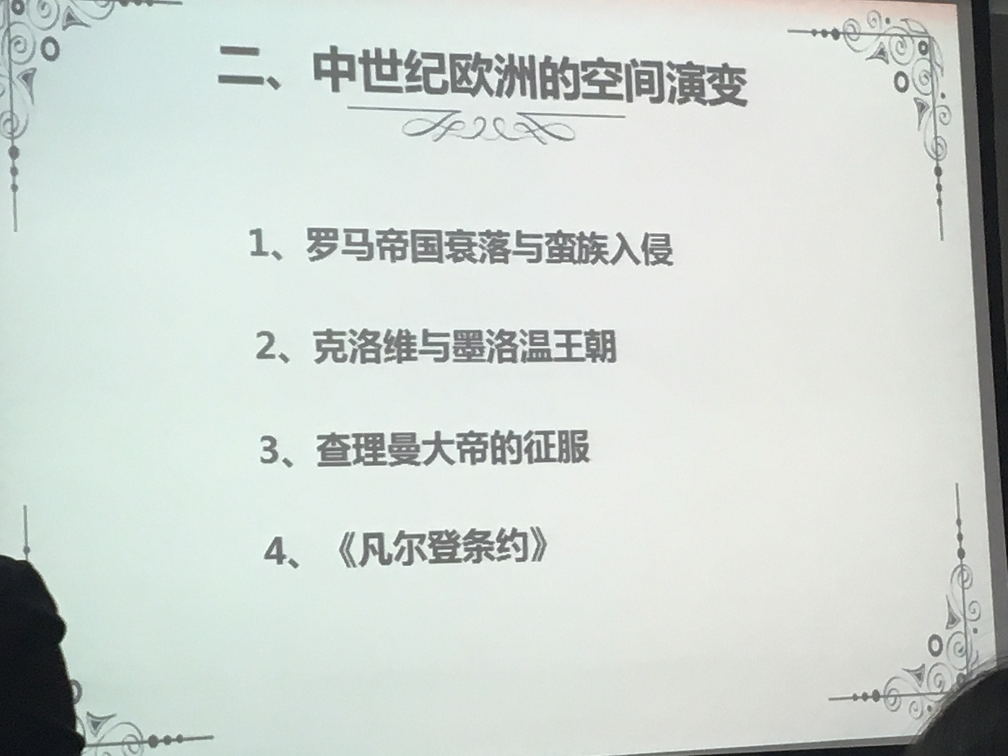 二、中世纪欧洲的空间演变
1、罗马帝国衰落与蛮族入侵
2、克洛维与墨洛温王朝
3、查理曼大帝的征服
4、《凡尔登条约》